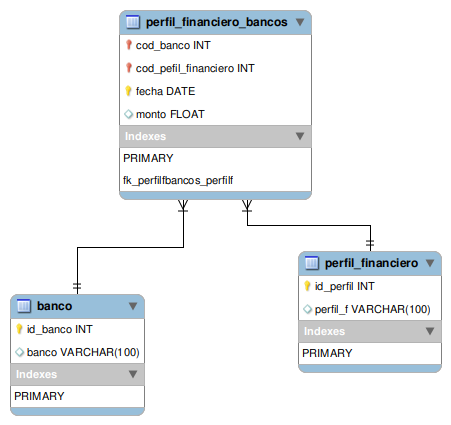 perfil_financiero_bancos
cod_banco INT
cod_pefil_financiero INT
fecha DATE
monto FLOAT
Indexes
PRIMARY
fk_perfilfbancos_perfilf
perfil_financiero
id_perfil INT
perfil_f VARCHAR(100)
Indexes
PRIMARY
banco
id_banco INT
banco VARCHAR(100)
Indexes
PRIMARY